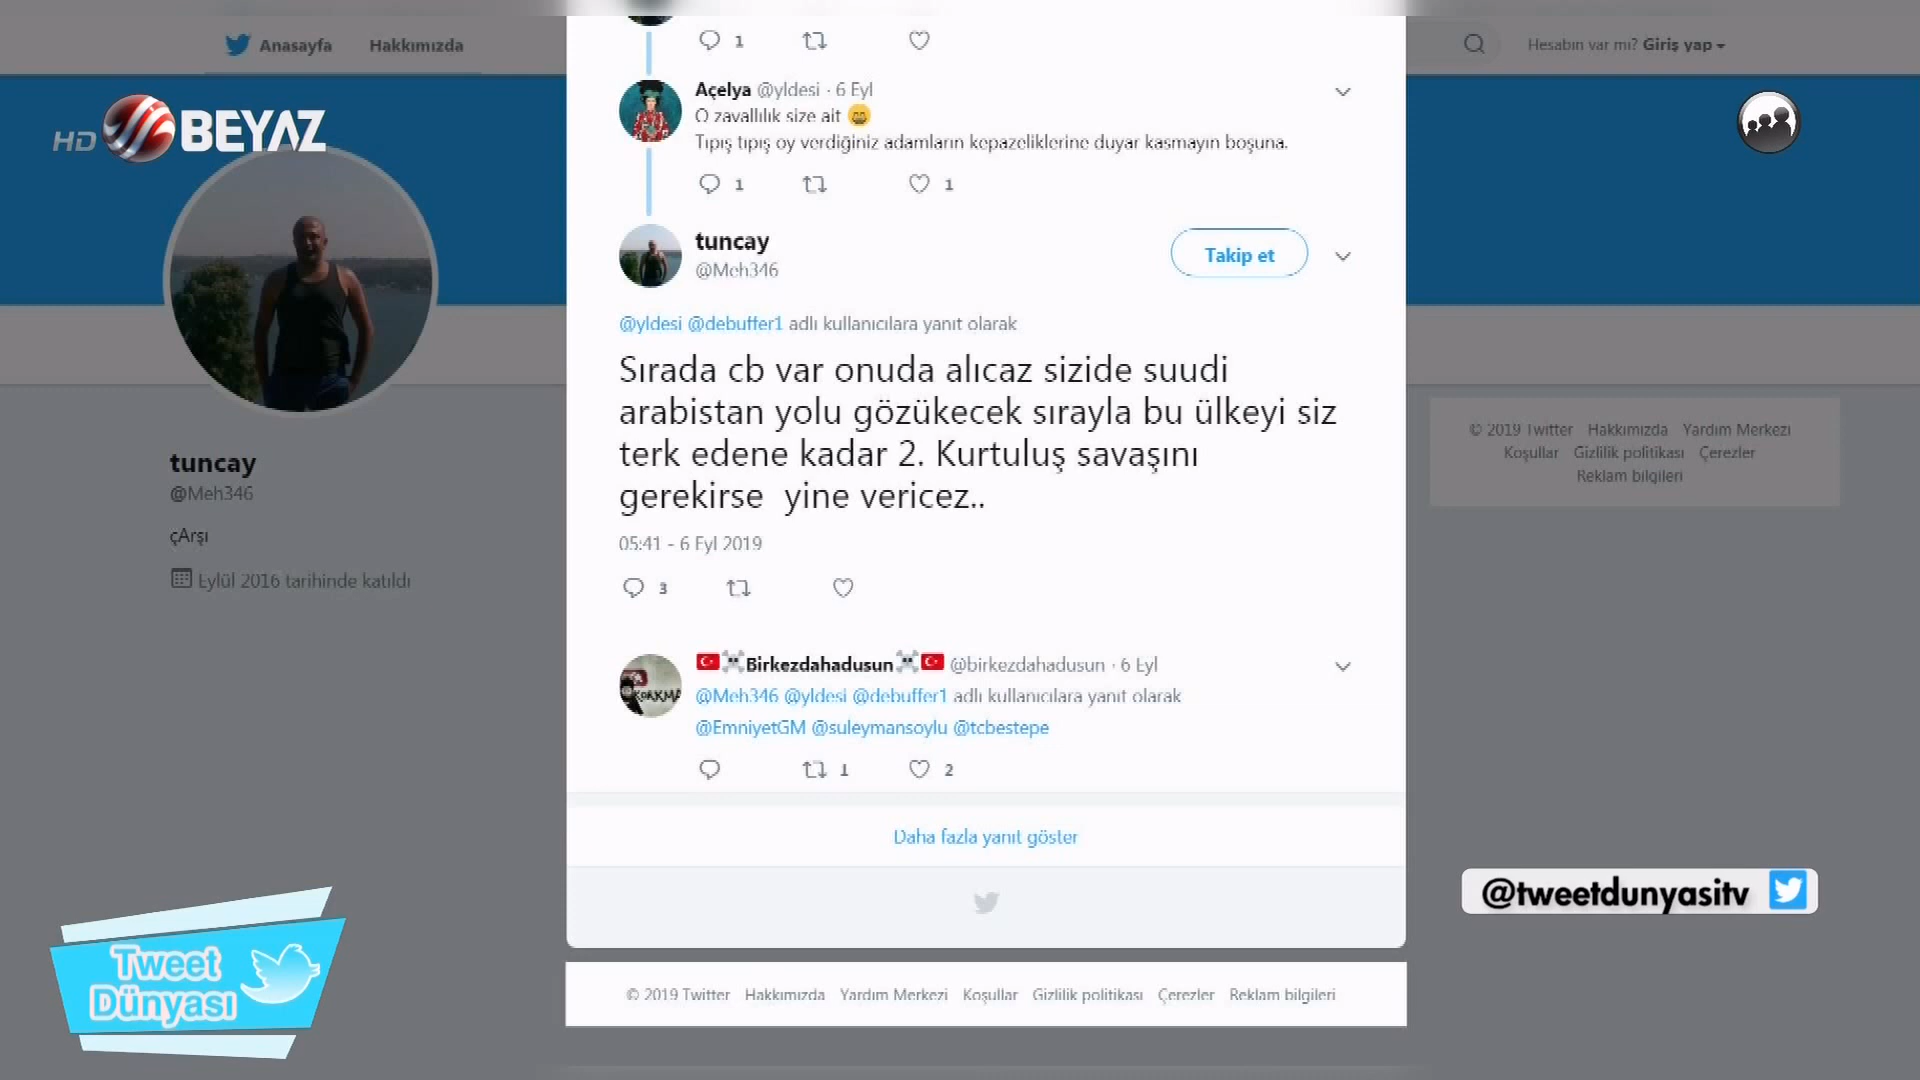 Anasayfa Hakkımızda
Hesabın var mı? Giriş yap
HD BEYAZ
1
Açelya @yldesi · 6 Eyl
O zavallılık size ait
Tıpış tıpış oy verdiğiniz adamların kepazeliklerine duyar kasmayın boşuna.
1 1
tuncay
@Meh346
Takip et
@yldesi @debuffer1 adlı kullanıcılara yanıt olarak
Sırada cb var onuda alıcaz sizide suudi
arabistan yolu gözükecek sırayla bu ülkeyi siz
terk edene kadar 2. Kurtuluş savaşını
gerekirse  yine vericez..
05:41 - 6 Eyl 2019
3
Birkezdahadusun @birkezdahadusun · 6 Eyl
@Meh346 @yldesi @debuffer1 adlı kullanıcılara yanıt olarak
@EmniyetGM @suleymansoylu @tcbestepe
1 2
KORKMA
Daha fazla yanıt göster
© 2019 Twitter Hakkımızda Yardım Merkezi Koşullar Gizlilik politikası Çerezler Reklam bilgileri
tuncay
@Meh346
çArşı
Eylül 2016 tarihinde katıldı
© 2019 Twitter Hakkımızda Yardım Merkezi
Koşullar Gizlilik politikası Çerezler
Reklam bilgileri
@tweetdunyasitv
Tweet
Dünyası